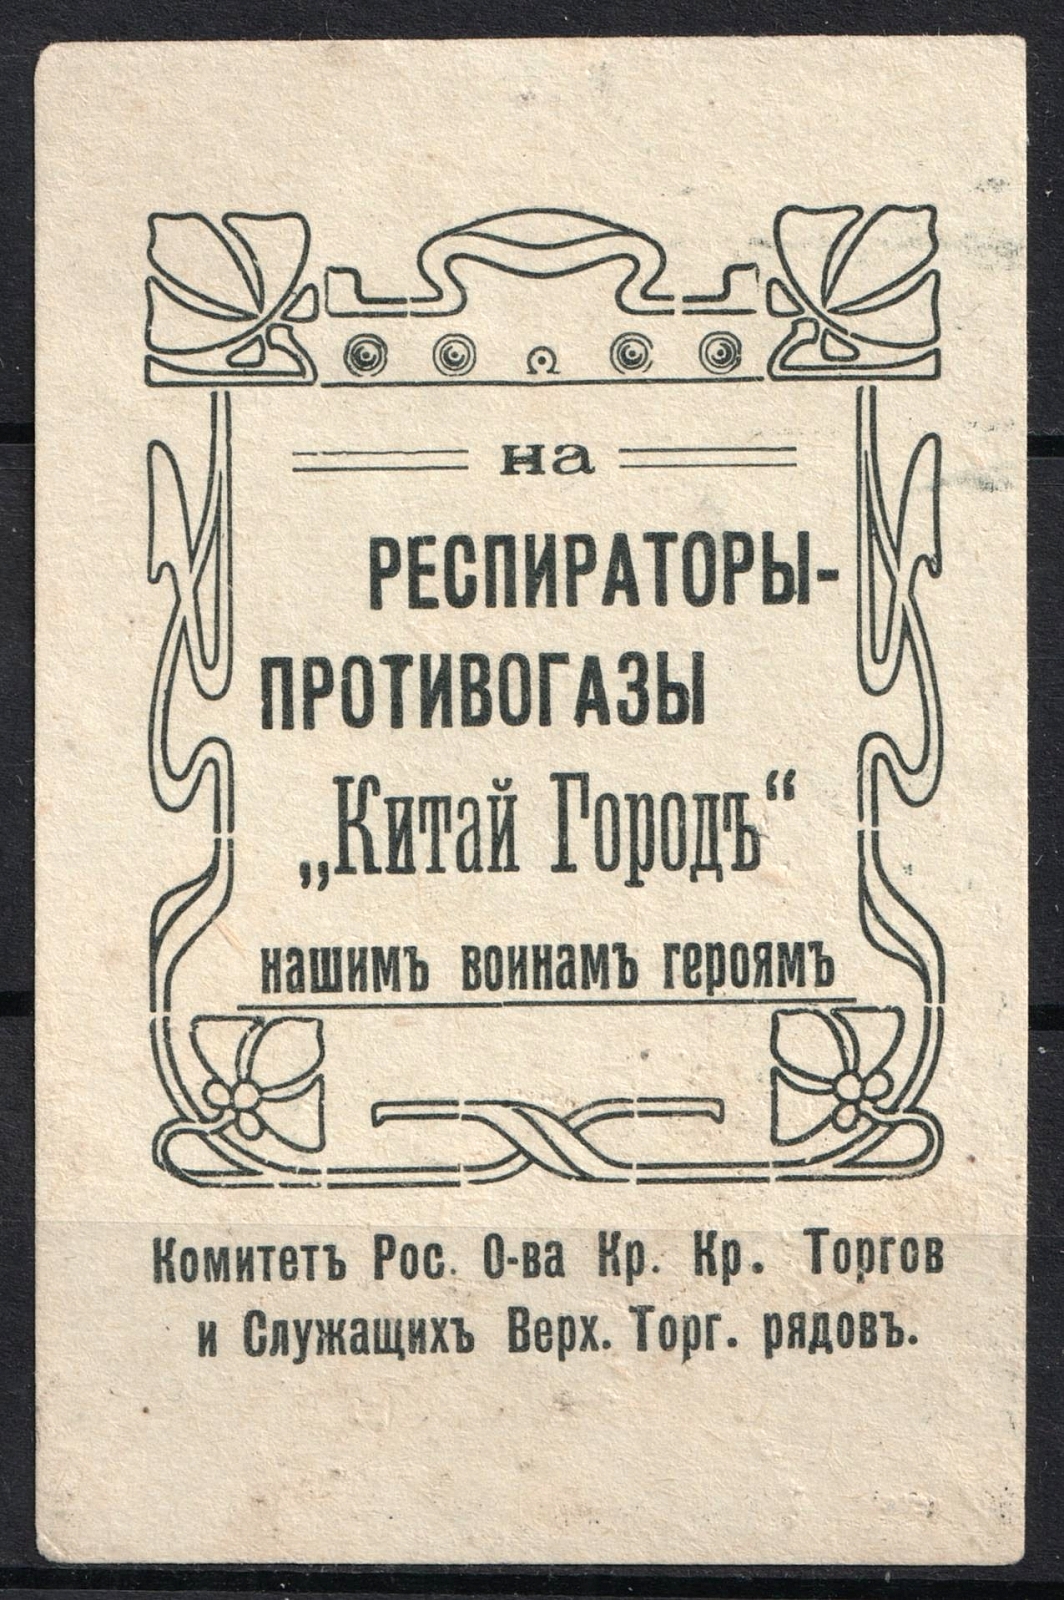 на
РЕСПИРАТОРЫ-
ПРОТИВОГАЗЫ
„Китай Городъ“
нашимъ воинамъ героямъ
Комитетъ Рос. О-ва Кр. Кр. Торгов
и Служащихъ Верх. Торг. рядовъ.